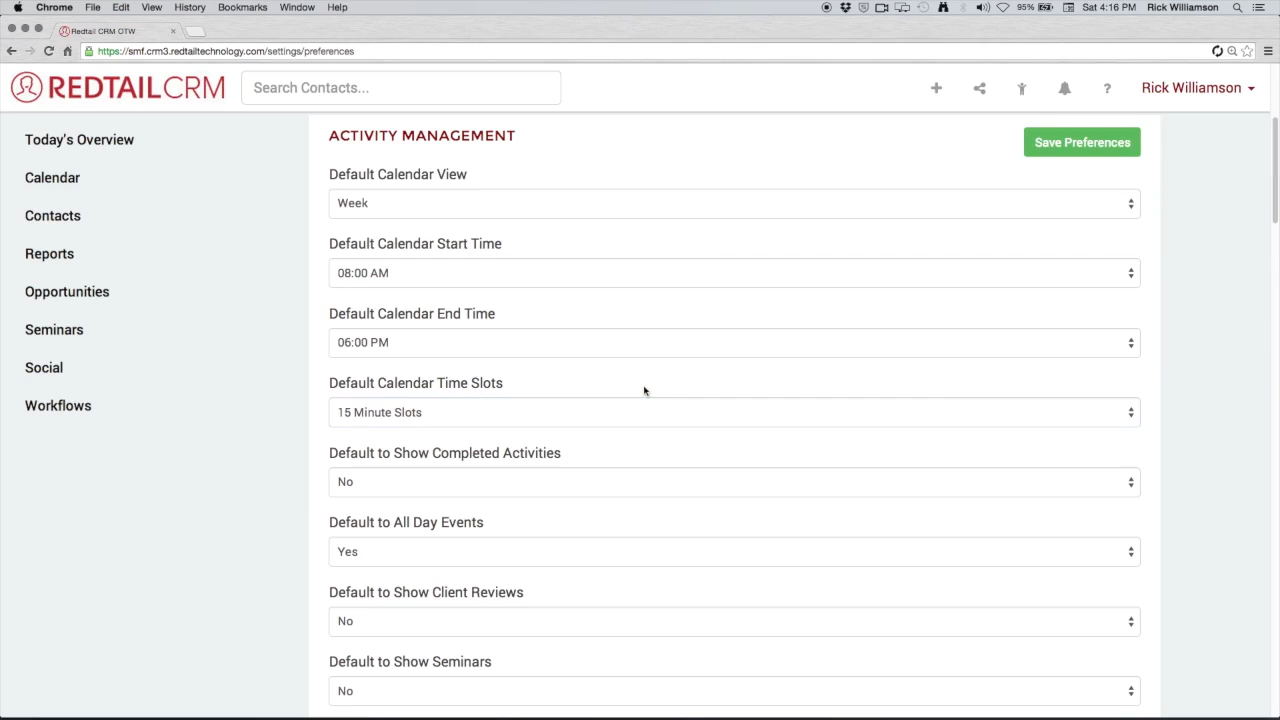 Chrome File Edit View History Bookmarks Window Help 95% Sat 4:16 PM Rick Williamson
Redtail CRM OTW
https://smf.crm3.redtailtechnology.com/settings/preferences
REDTAILCRM Search Contacts... ? Rick Williamson
Today's Overview
Calendar
Contacts
Reports
Opportunities
Seminars
Social
Workflows
ACTIVITY MANAGEMENT
Save Preferences
Default Calendar View
Week
Default Calendar Start Time
08:00 AM
Default Calendar End Time
06:00 PM
Default Calendar Time Slots
15 Minute Slots
Default to Show Completed Activities
No
Default to All Day Events
Yes
Default to Show Client Reviews
No
Default to Show Seminars
No